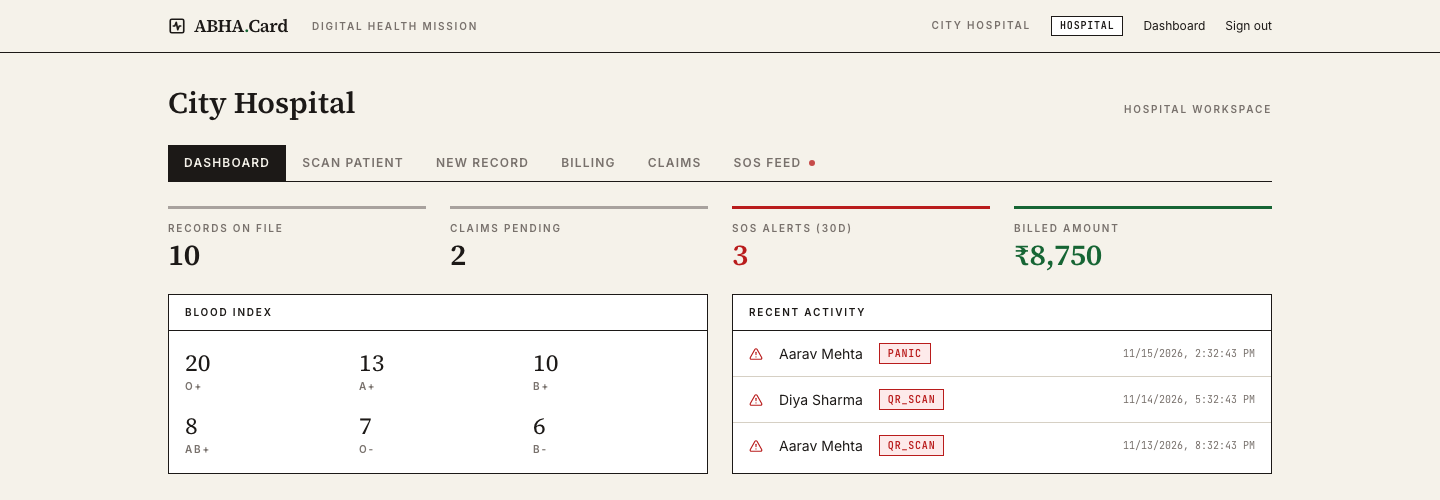 ABHA.Card DIGITAL HEALTH MISSION CITY HOSPITAL HOSPITAL Dashboard Sign out
City Hospital
HOSPITAL WORKSPACE
DASHBOARD SCAN PATIENT NEW RECORD BILLING CLAIMS SOS FEED
RECORDS ON FILE
10
CLAIMS PENDING
2
SOS ALERTS (30D)
3
BILLED AMOUNT
₹8,750
BLOOD INDEX
20 13 10
O+ A+ B+
8 7 6
AB+ O- B-
RECENT ACTIVITY
Aarav Mehta PANIC 11/15/2026, 2:32:43 PM
Diya Sharma QR_SCAN 11/14/2026, 5:32:43 PM
Aarav Mehta QR_SCAN 11/13/2026, 8:32:43 PM